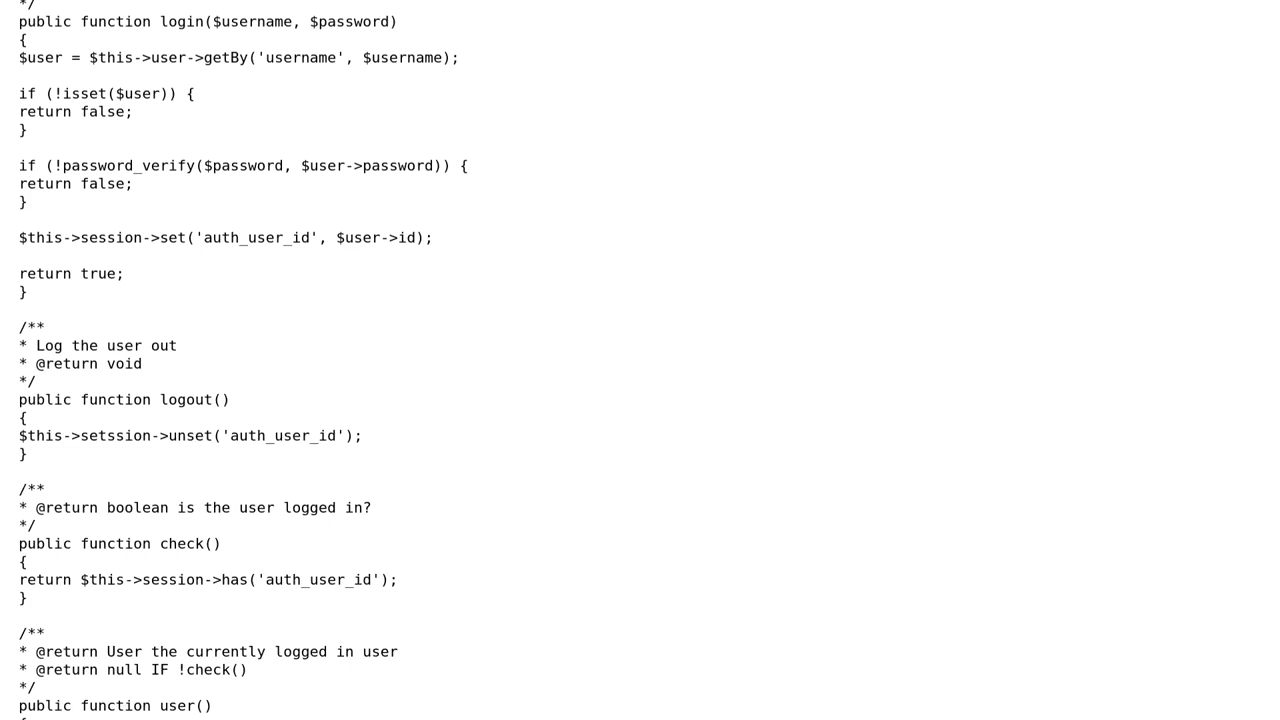 */
public function login($username, $password)
{
$user = $this->user->getBy('username', $username);

if (!isset($user)) {
return false;
}

if (!password_verify($password, $user->password)) {
return false;
}

$this->session->set('auth_user_id', $user->id);

return true;
}

/**
* Log the user out
* @return void
*/
public function logout()
{
$this->setssion->unset('auth_user_id');
}

/**
* @return boolean is the user logged in?
*/
public function check()
{
return $this->session->has('auth_user_id');
}

/**
* @return User the currently logged in user
* @return null IF !check()
*/
public function user()
{